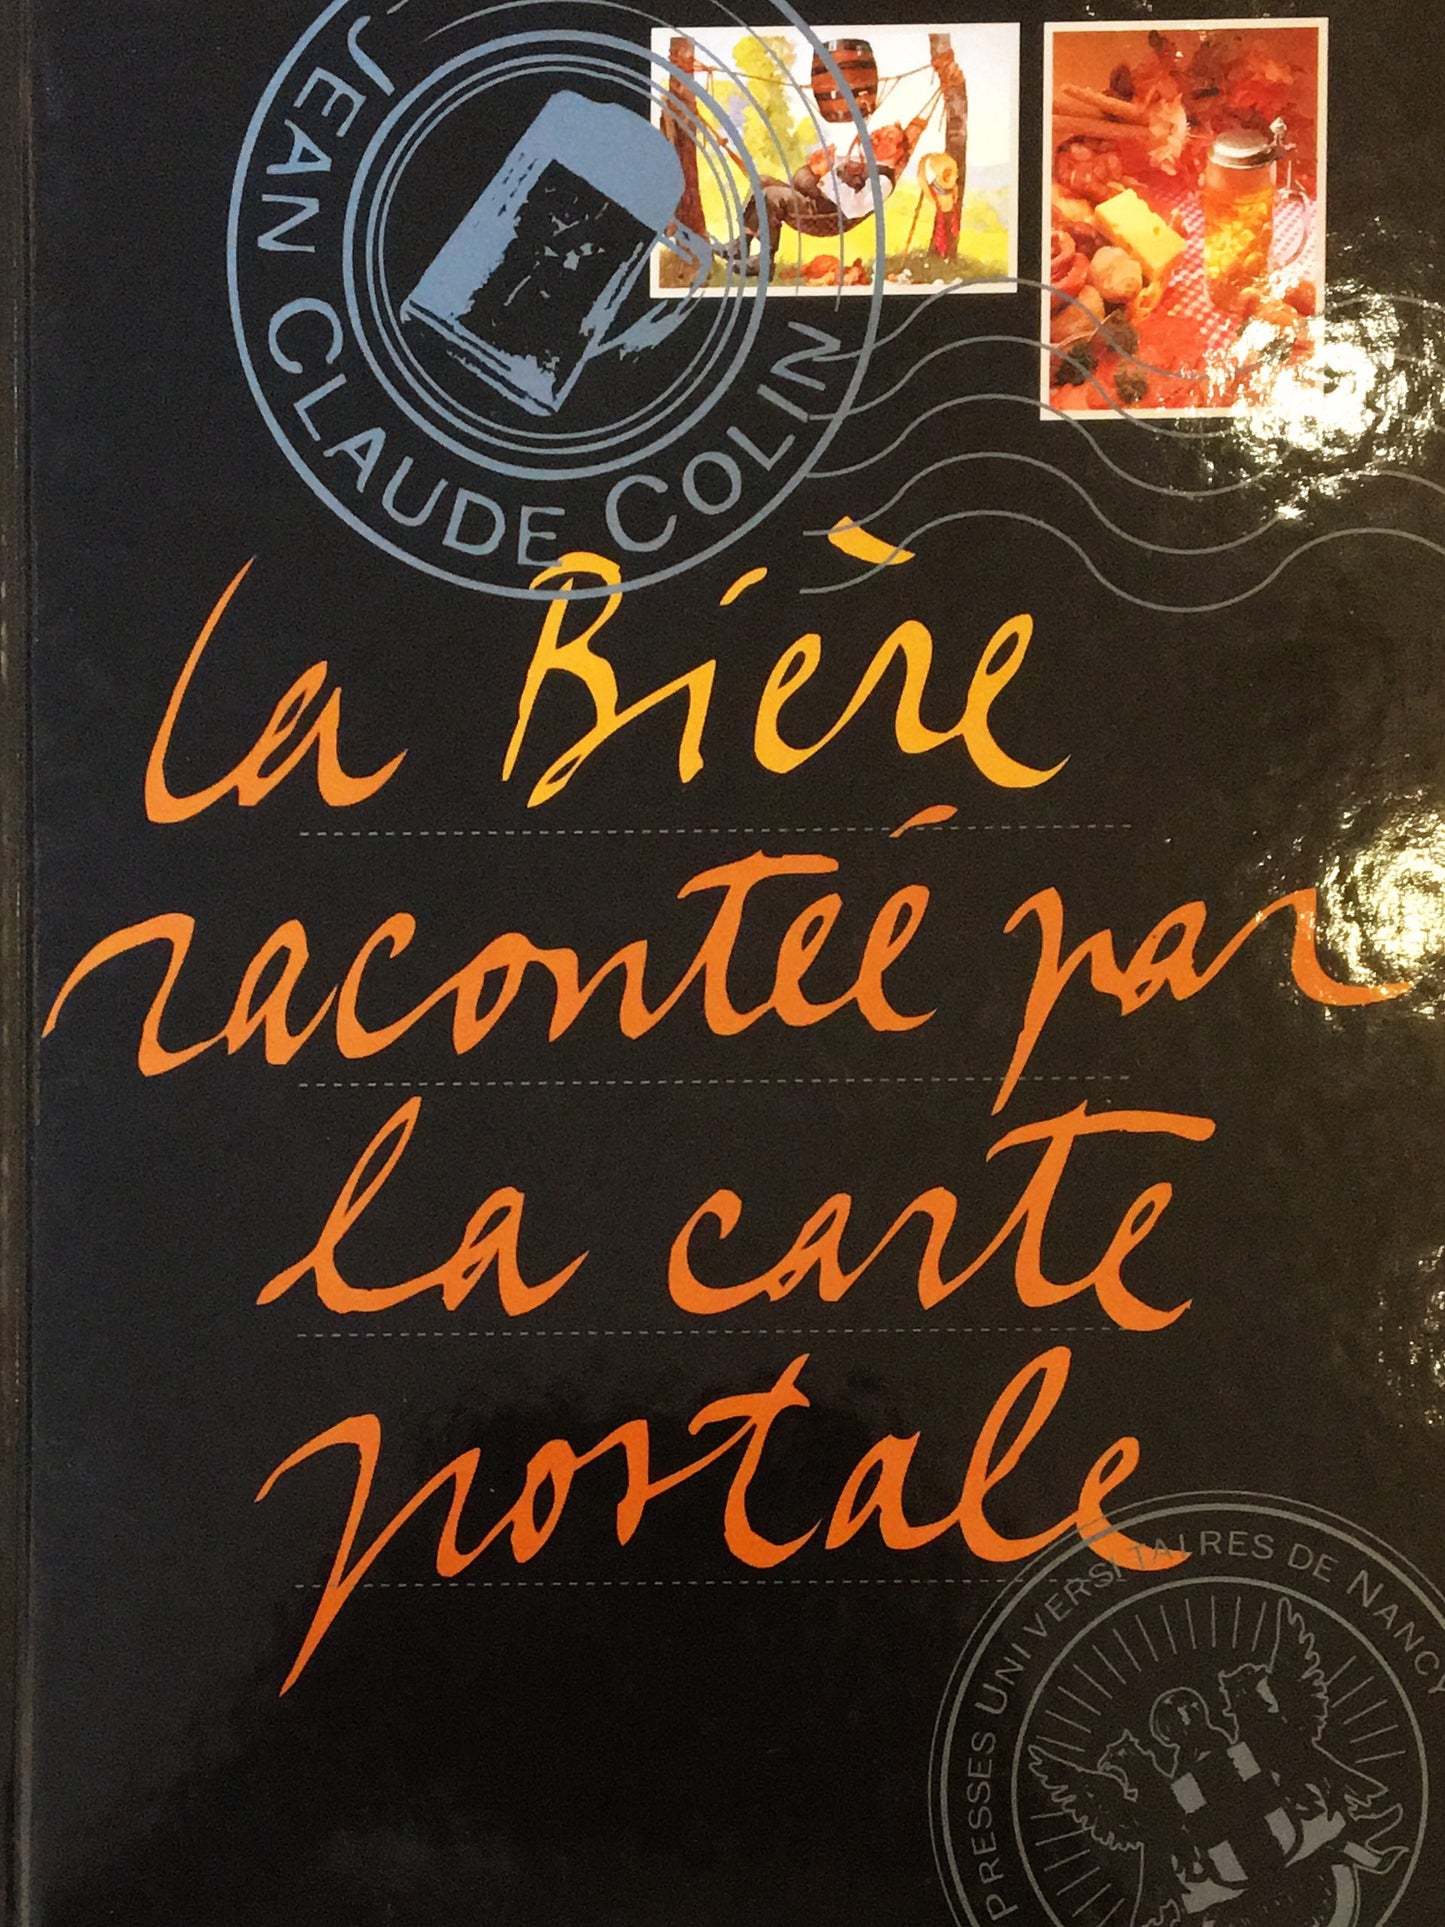 JEAN CLAUDE COLIN
La Bière
racontée par
la carte
postale
PRESSES UNIVERSITAIRES DE NANCY